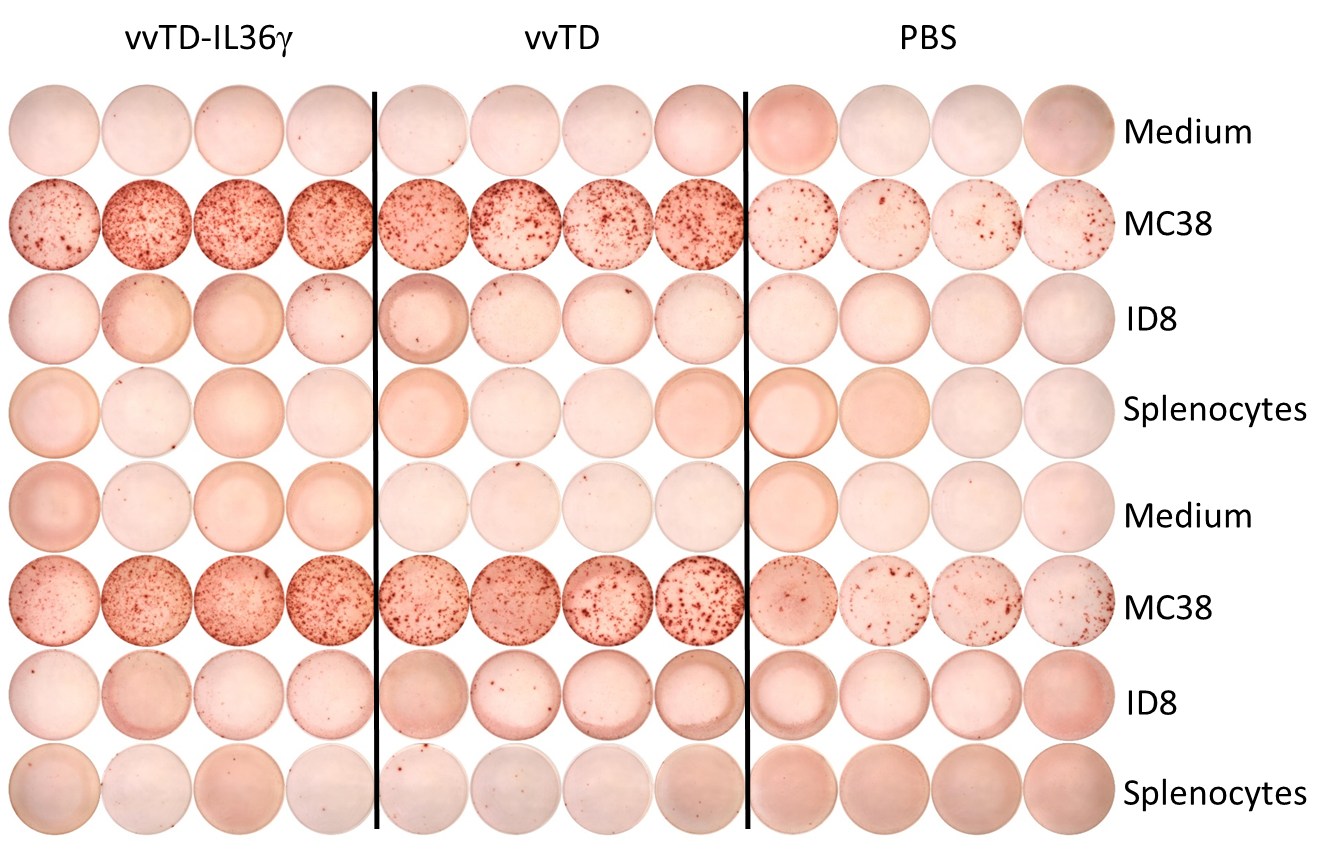 vvTD-IL36γ vvTD PBS
Medium
MC38
ID8
Splenocytes
Medium
MC38
ID8
Splenocytes